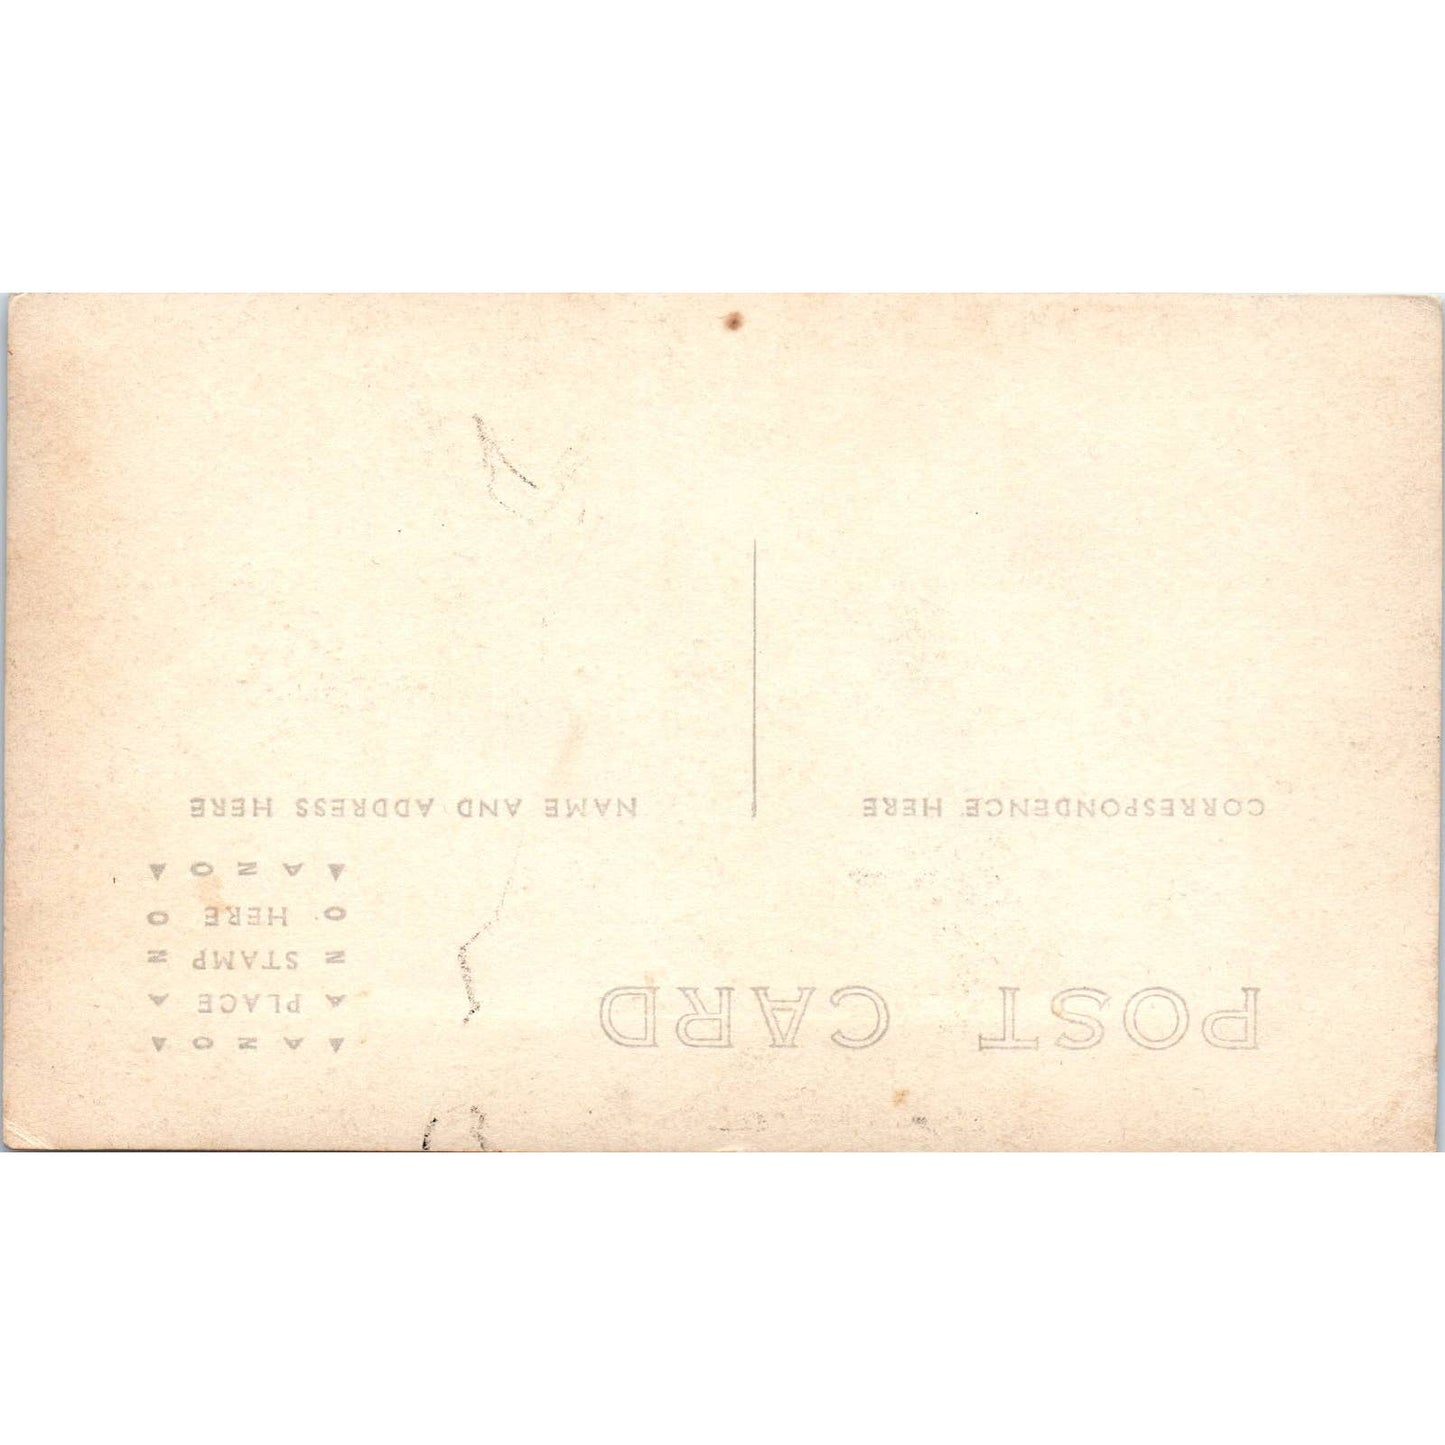 POST CARD
▲ A Z O ▲
A PLACE A
Z STAMP Z
O HERE O
▲ A Z O ▲
CORRESPONDENCE HERE
NAME AND ADDRESS HERE